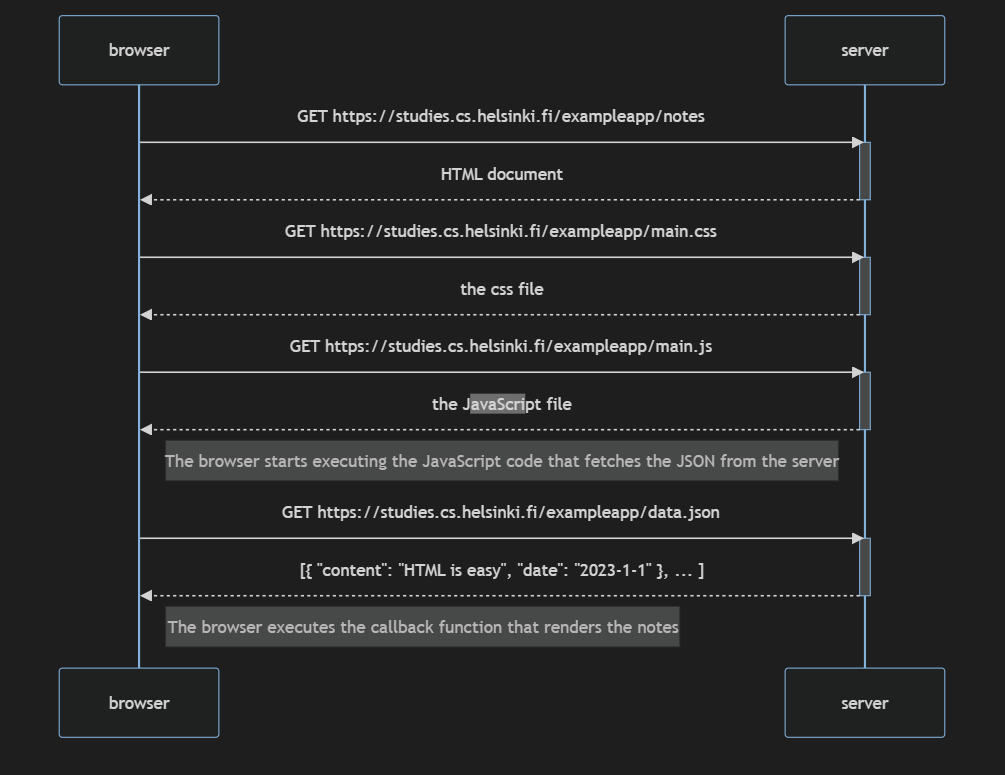 browser
server
GET https://studies.cs.helsinki.fi/exampleapp/notes
HTML document
GET https://studies.cs.helsinki.fi/exampleapp/main.css
the css file
GET https://studies.cs.helsinki.fi/exampleapp/main.js
the JavaScript file
The browser starts executing the JavaScript code that fetches the JSON from the server
GET https://studies.cs.helsinki.fi/exampleapp/data.json
[{ "content": "HTML is easy", "date": "2023-1-1" }, ... ]
The browser executes the callback function that renders the notes
browser
server